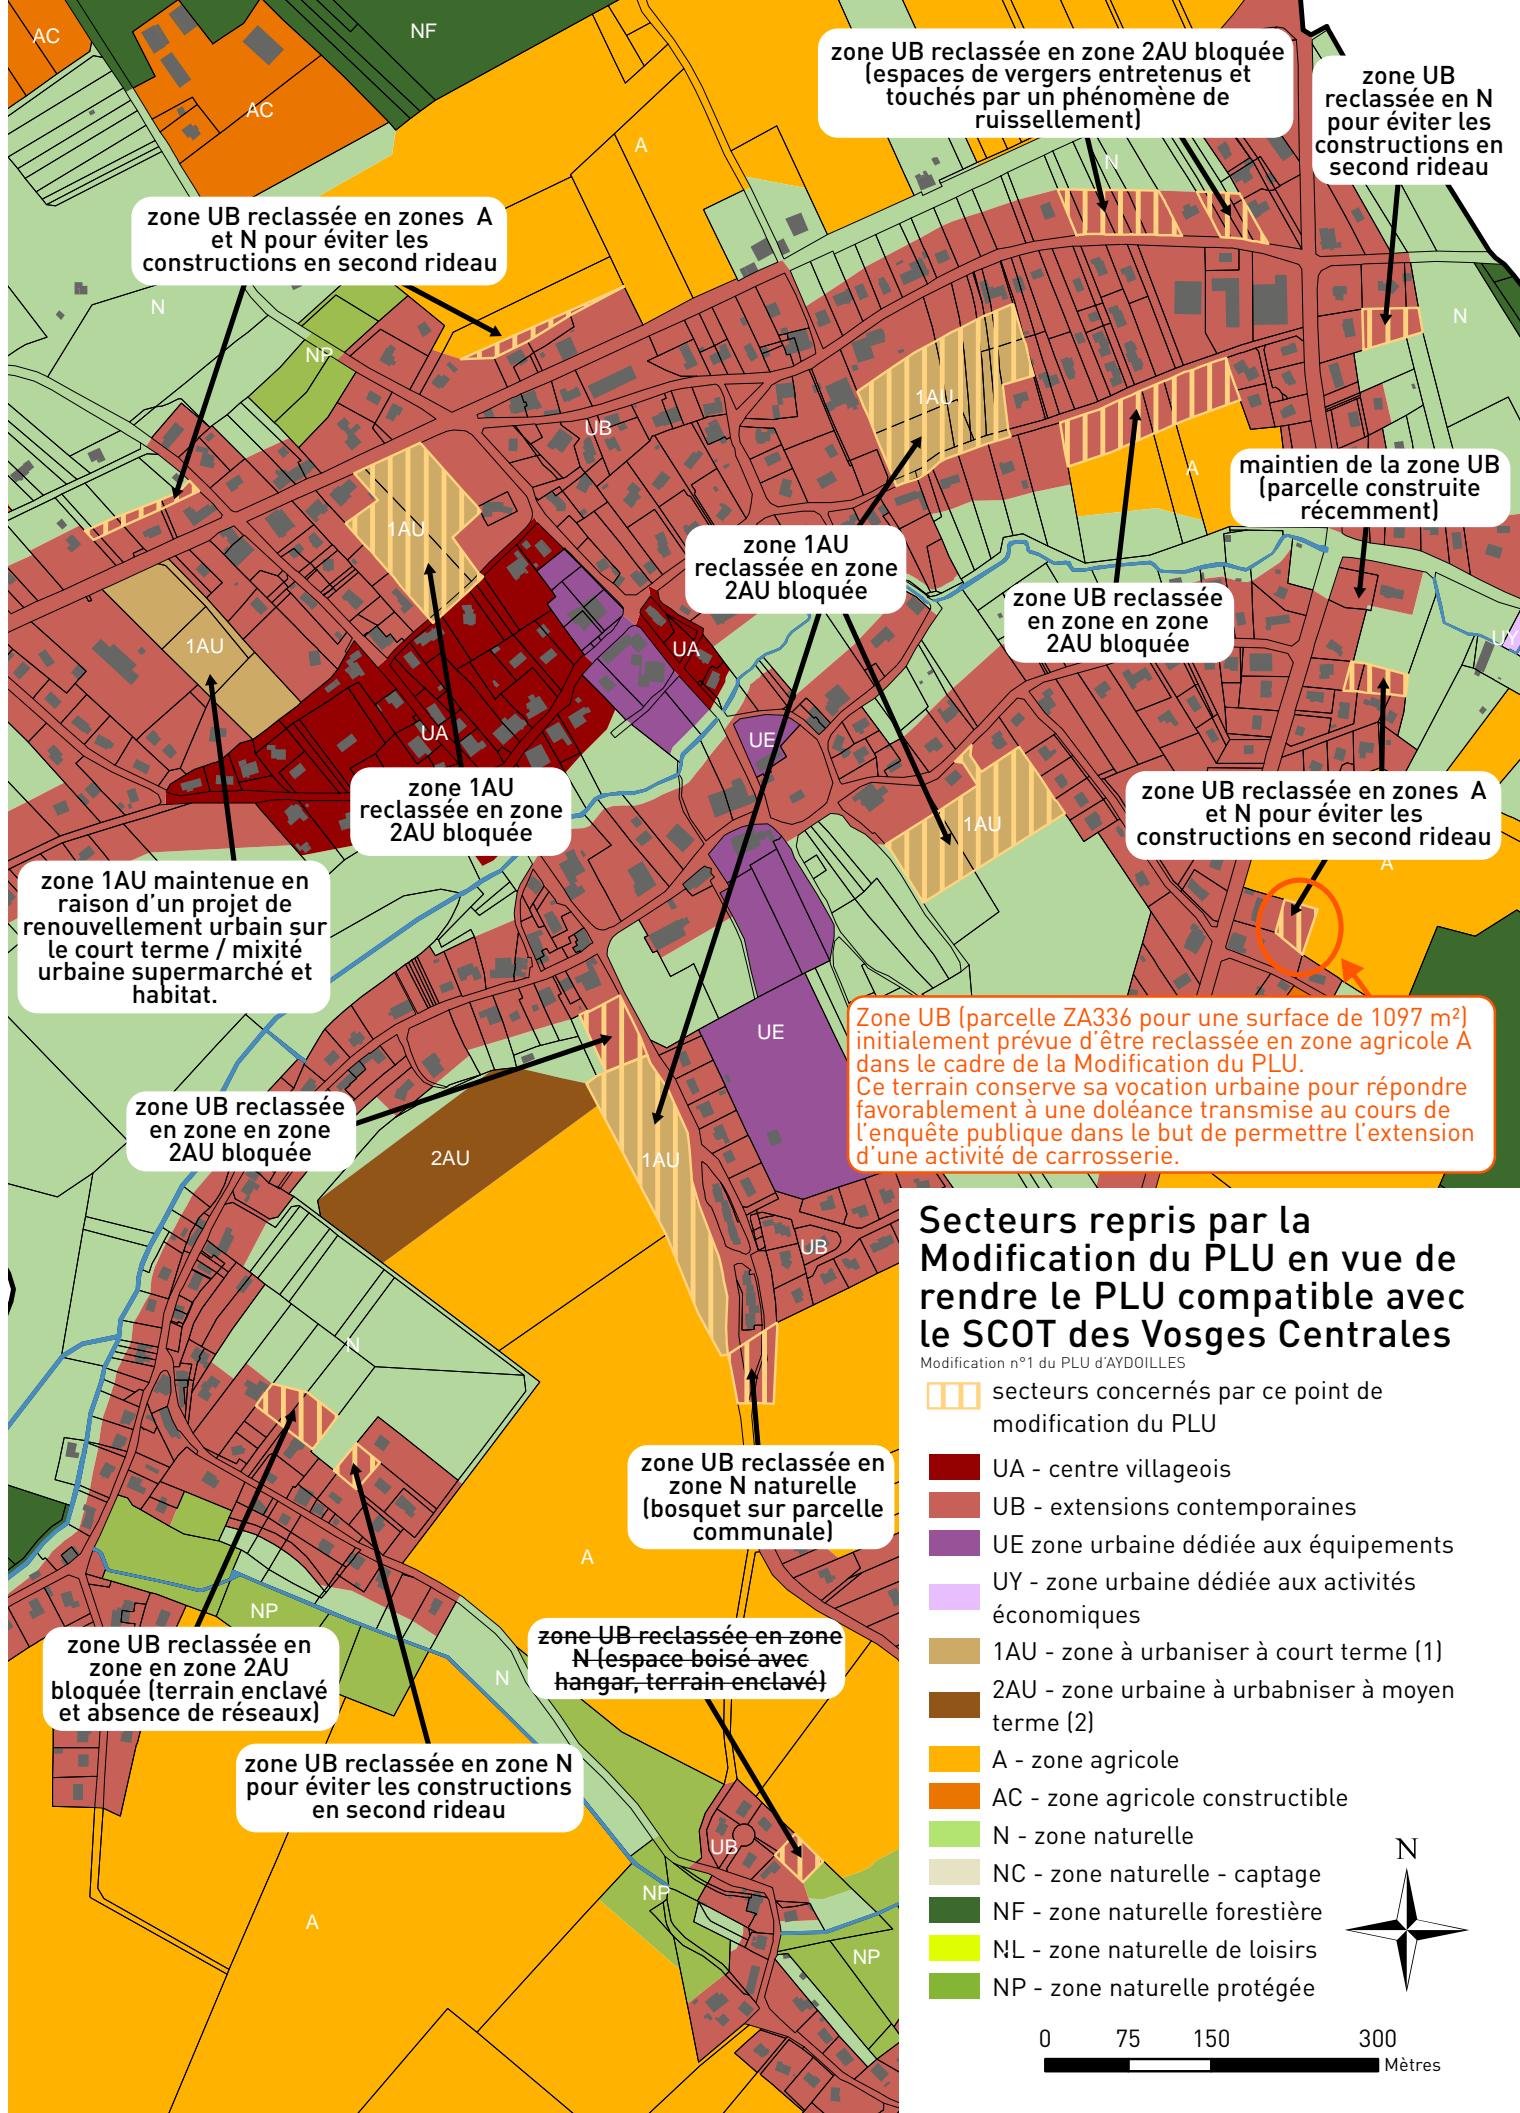 AC
NF
AC
A
N
zone UB reclassée en zone 2AU bloquée
(espaces de vergers entretenus et
touchés par un phénomène de
ruissellement)
zone UB
reclassée en N
pour éviter les
constructions en
second rideau
zone UB reclassée en zones  A
et N pour éviter les
constructions en second rideau
N
NP
N
1AU
UB
A
1AU
maintien de la zone UB
(parcelle construite
récemment)
zone 1AU
reclassée en zone
2AU bloquée
zone UB reclassée
en zone en zone
2AU bloquée
UY
1AU
UA
UA
UE
zone 1AU
reclassée en zone
2AU bloquée
1AU
zone UB reclassée en zones  A
et N pour éviter les
constructions en second rideau
A
zone 1AU maintenue en
raison d'un projet de
renouvellement urbain sur
le court terme / mixité
urbaine supermarché et
habitat.
UE
Zone UB (parcelle ZA336 pour une surface de 1097 m²)
initialement prévue d'être reclassée en zone agricole A
dans le cadre de la Modification du PLU.
Ce terrain conserve sa vocation urbaine pour répondre
favorablement à une doléance transmise au cours de
l'enquête publique dans le but de permettre l'extension
d'une activité de carrosserie.
zone UB reclassée
en zone en zone
2AU bloquée
2AU
1AU
UB
N
Secteurs repris par la
Modification du PLU en vue de
rendre le PLU compatible avec
le SCOT des Vosges Centrales
Modification n°1 du PLU d'AYDOILLES
secteurs concernés par ce point de
modification du PLU
UA - centre villageois
UB - extensions contemporaines
UE zone urbaine dédiée aux équipements
UY - zone urbaine dédiée aux activités
économiques
1AU - zone à urbaniser à court terme (1)
2AU - zone urbaine à urbabniser à moyen
terme (2)
A - zone agricole
AC - zone agricole constructible
N - zone naturelle
NC - zone naturelle - captage
NF - zone naturelle forestière
NL - zone naturelle de loisirs
NP - zone naturelle protégée
N
0 75 150 300
Mètres
zone UB reclassée en
zone N naturelle
(bosquet sur parcelle
communale)
A
NP
zone UB reclassée en
zone en zone 2AU
bloquée (terrain enclavé
et absence de réseaux)
zone UB reclassée en zone
N (espace boisé avec
hangar, terrain enclavé)
N
zone UB reclassée en zone N
pour éviter les constructions
en second rideau
UB
NP
A
NP